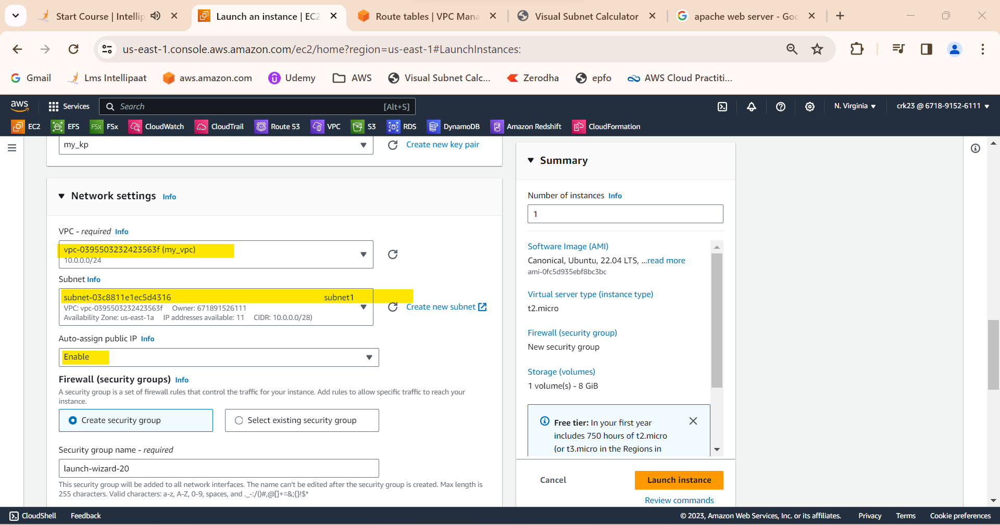 Start Course | Intellip
Launch an instance | EC2
Route tables | VPC Mana
Visual Subnet Calculator
apache web server - Goo
us-east-1.console.aws.amazon.com/ec2/home?region=us-east-1#LaunchInstances:
Gmail
Lms Intellipaat
aws.amazon.com
Udemy
AWS
Visual Subnet Calc...
Zerodha
epfo
AWS Cloud Practiti...
aws
Services
Search
[Alt+S]
N. Virginia
crk23 @ 6718-9152-6111
EC2
EFS
FSx
FSx
CloudWatch
CloudTrail
Route 53
VPC
S3
RDS
DynamoDB
Amazon Redshift
CloudFormation
my_kp
Create new key pair
Network settings Info
VPC - required Info
vpc-0395503232423563f (my_vpc)
10.0.0.0/24
Subnet Info
subnet-03c8811e1ec5d4316 subnet1
VPC: vpc-0395503232423563f Owner: 671891526111
Availability Zone: us-east-1a IP addresses available: 11 CIDR: 10.0.0.0/28)
Create new subnet
Auto-assign public IP Info
Enable
Firewall (security groups) Info
A security group is a set of firewall rules that control the traffic for your instance. Add rules to allow specific traffic to reach your
instance.
Create security group
Select existing security group
Security group name - required
launch-wizard-20
This security group will be added to all network interfaces. The name can't be edited after the security group is created. Max length is
255 characters. Valid characters: a-z, A-Z, 0-9, spaces, and ._-:/()#,@[]+=&;{}!$*
Summary
Number of instances Info
1
Software Image (AMI)
Canonical, Ubuntu, 22.04 LTS, ...read more
ami-0fc5d935ebf8bc3bc
Virtual server type (instance type)
t2.micro
Firewall (security group)
New security group
Storage (volumes)
1 volume(s) - 8 GiB
Free tier: In your first year
includes 750 hours of t2.micro
(or t3.micro in the Regions in
Cancel
Launch instance
Review commands
CloudShell
Feedback
© 2023, Amazon Web Services, Inc. or its affiliates.
Privacy
Terms
Cookie preferences